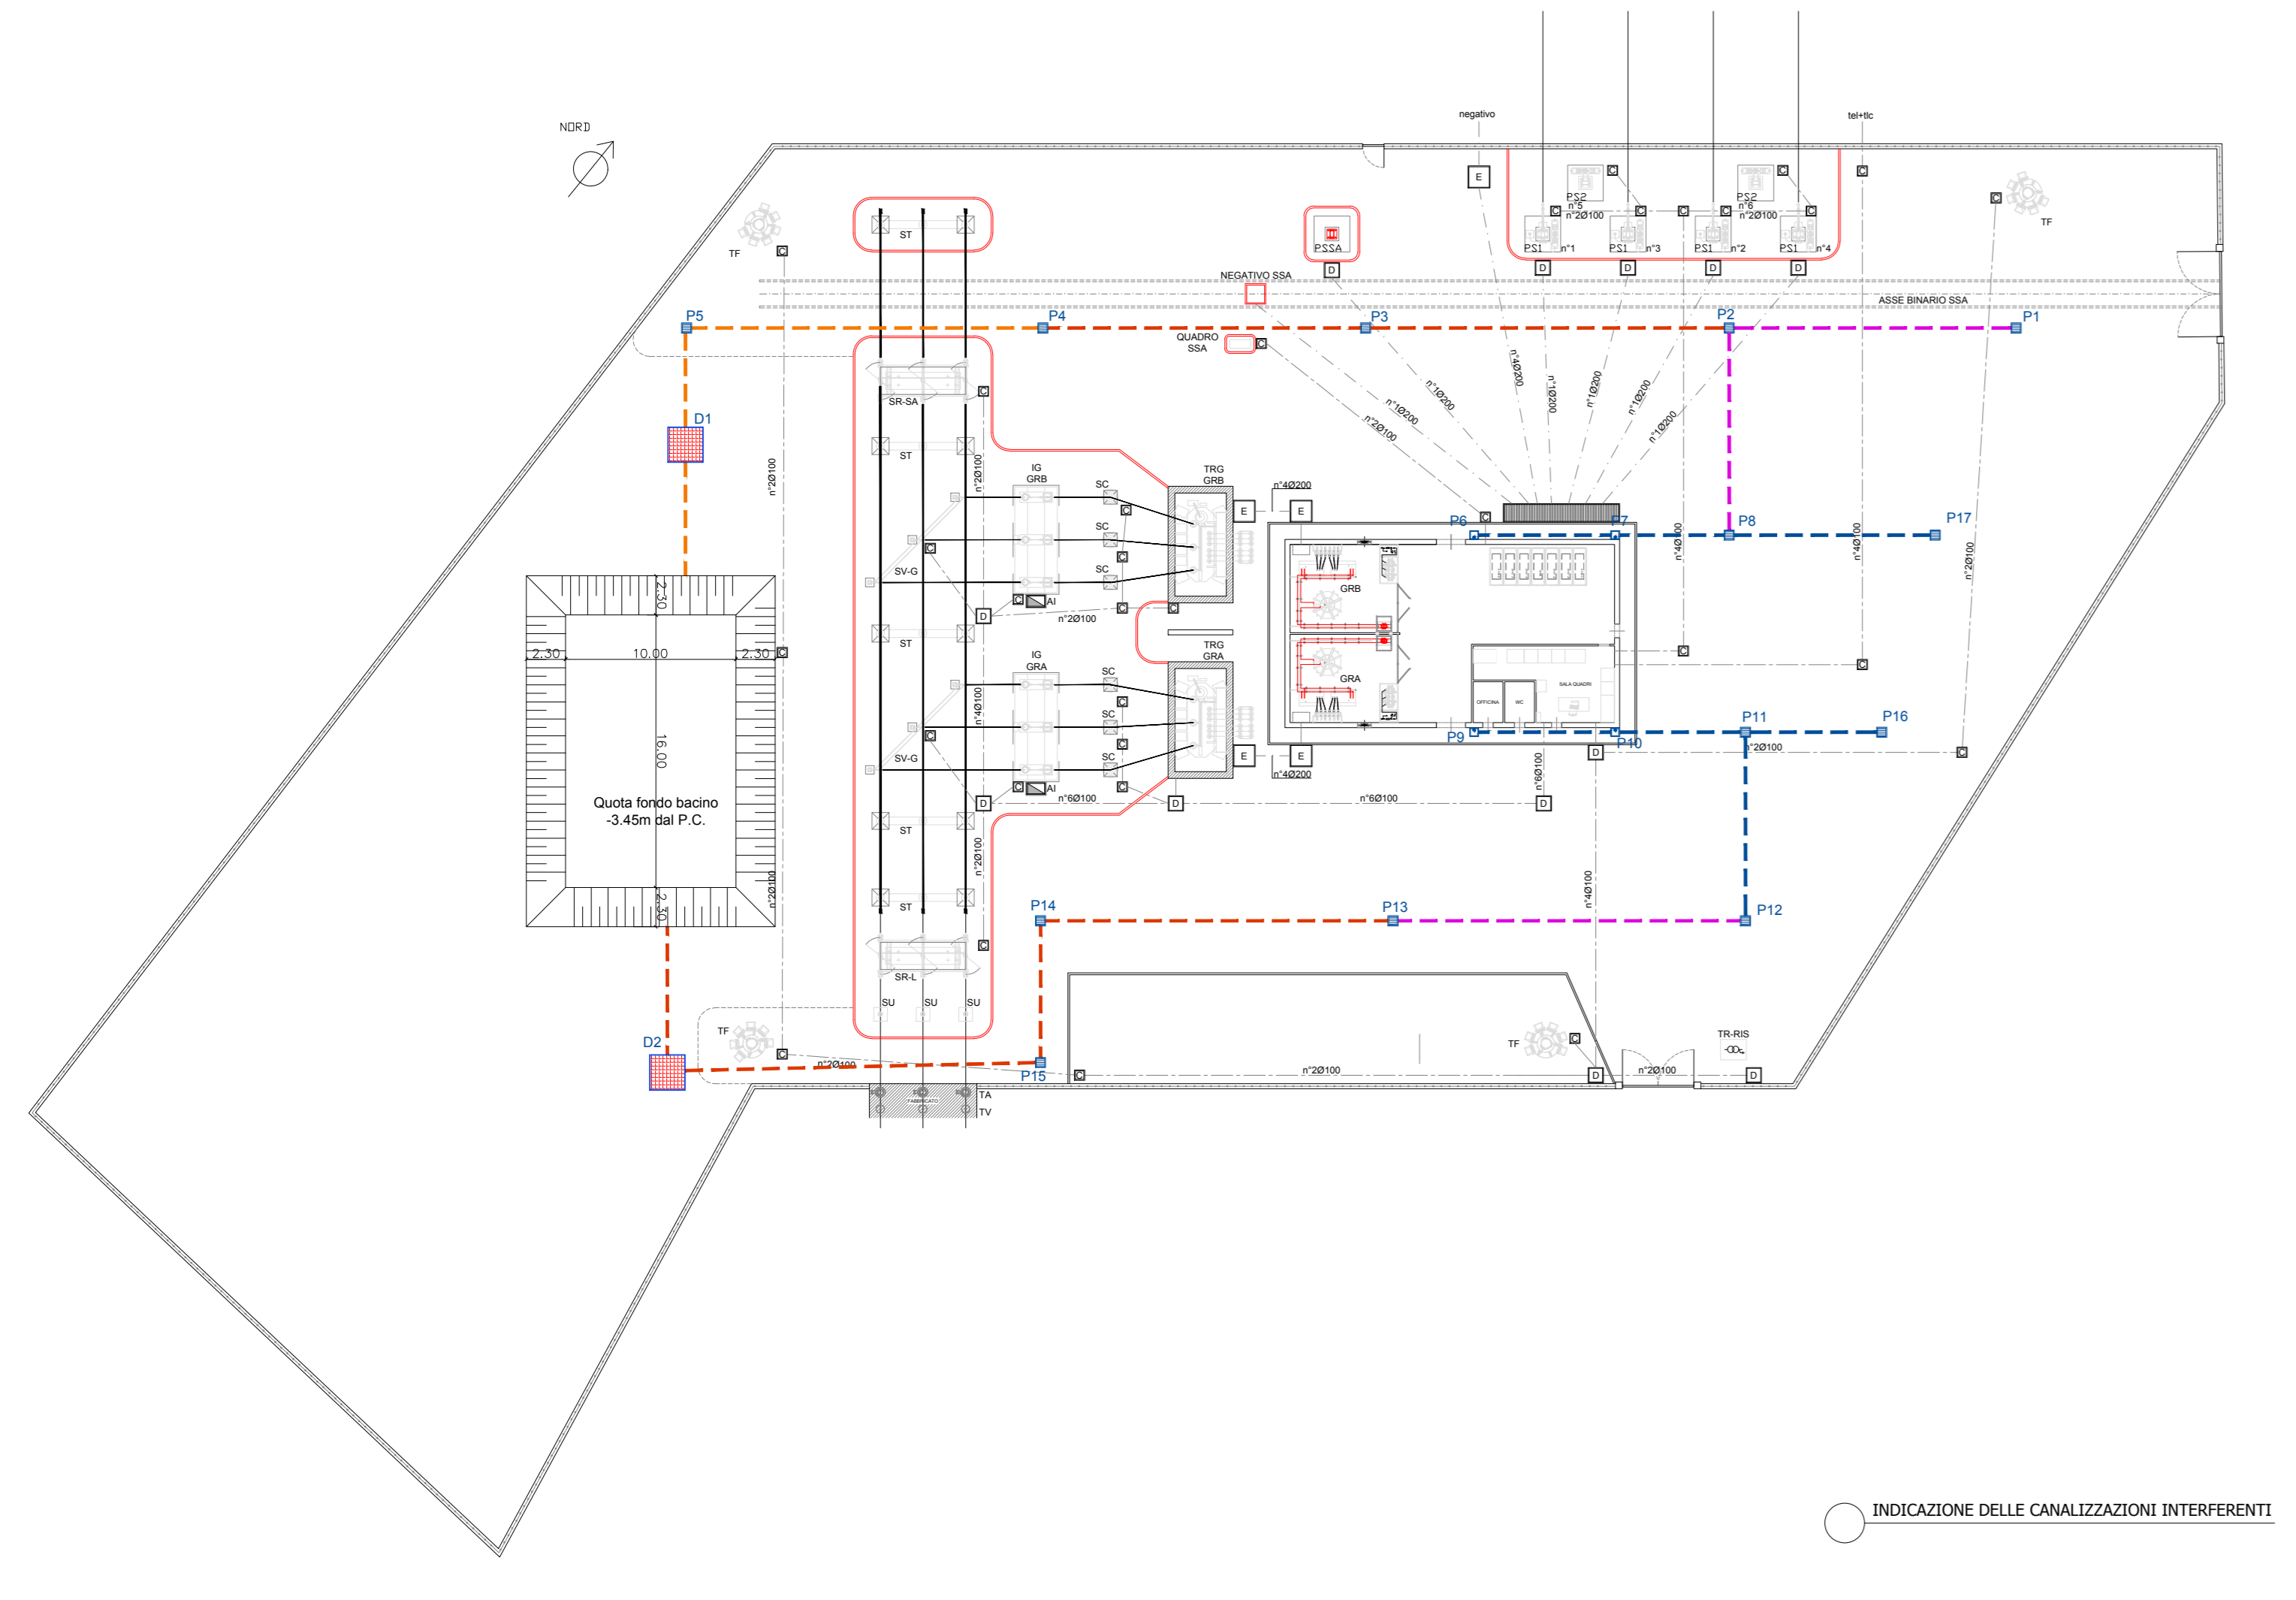 NORD
negativo
tel+tlc
E
C
C
C
C
PS2
n°5
n°2Ø100
PS2
n°6
n°2Ø100
C
C
C
C
C
TF
TF
C
ST
PSSA
PS1
n°1
PS1
n°3
PS1
n°2
PS1
n°4
D
D
D
D
D
NEGATIVO SSA
ASSE BINARIO SSA
P5
P4
P3
P2
P1
QUADRO
SSA
C
SR-SA
C
D1
n°2Ø100
n°1Ø200
n°1Ø200
n°4Ø200
n°1Ø200
n°1Ø200
n°1Ø200
n°1Ø200
ST
n°2Ø100
n°2Ø100
IG
GRB
SC
TRG
GRB
n°4Ø200
C
E
E
C
P6
P7
P8
P17
SC
C
C
SV-G
SC
C
AI
C
C
D
n°2Ø100
n°4Ø100
n°4Ø100
n°2Ø100
GRB
2.30
2.30
10.00
2.30
C
ST
IG
GRA
TRG
GRA
SC
C
GRA
SALA QUADRI
OFFICINA
WC
C
C
n°4Ø100
SC
C
C
16.00
P9
P10
P11
P16
n°2Ø100
D
C
SV-G
SC
E
E
n°4Ø200
C
AI
C
D
n°6Ø100
D
n°6Ø100
D
n°6Ø100
Quota fondo bacino
-3.45m dal P.C.
ST
n°2Ø100
n°2Ø100
n°4Ø100
2.30
ST
P14
P13
P12
C
SR-L
SU
SU
SU
TF
C
D2
n°2Ø100
P15
C
n°2Ø100
TF
C
D
n°2Ø100
TR-RIS
D
FABBRICATO
TA
TV
INDICAZIONE DELLE CANALIZZAZIONI INTERFERENTI